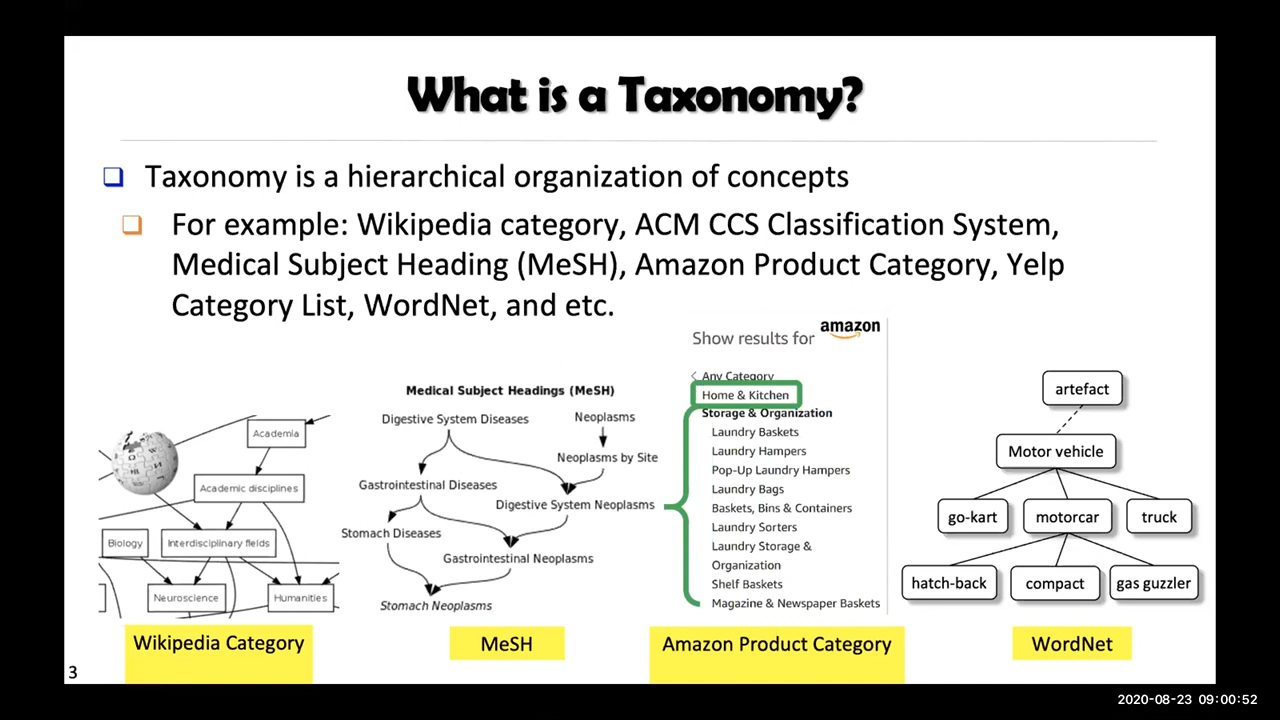 What is a Taxonomy?
Taxonomy is a hierarchical organization of concepts
For example: Wikipedia category, ACM CCS Classification System,
Medical Subject Heading (MeSH), Amazon Product Category, Yelp
Category List, WordNet, and etc.
Academia
Academic disciplines
Biology
Interdisciplinary fields
Neuroscience
Humanities
Wikipedia Category
Medical Subject Headings (MeSH)
Digestive System Diseases
Neoplasms
Neoplasms by Site
Gastrointestinal Diseases
Digestive System Neoplasms
Stomach Diseases
Gastrointestinal Neoplasms
Stomach Neoplasms
MeSH
amazon
Show results for
Any Category
Home & Kitchen
Storage & Organization
Laundry Baskets
Laundry Hampers
Pop-Up Laundry Hampers
Laundry Bags
Baskets, Bins & Containers
Laundry Sorters
Laundry Storage &
Organization
Shelf Baskets
Magazine & Newspaper Baskets
Amazon Product Category
artefact
Motor vehicle
go-kart
motorcar
truck
hatch-back
compact
gas guzzler
WordNet
3
2020-08-23 09:00:52